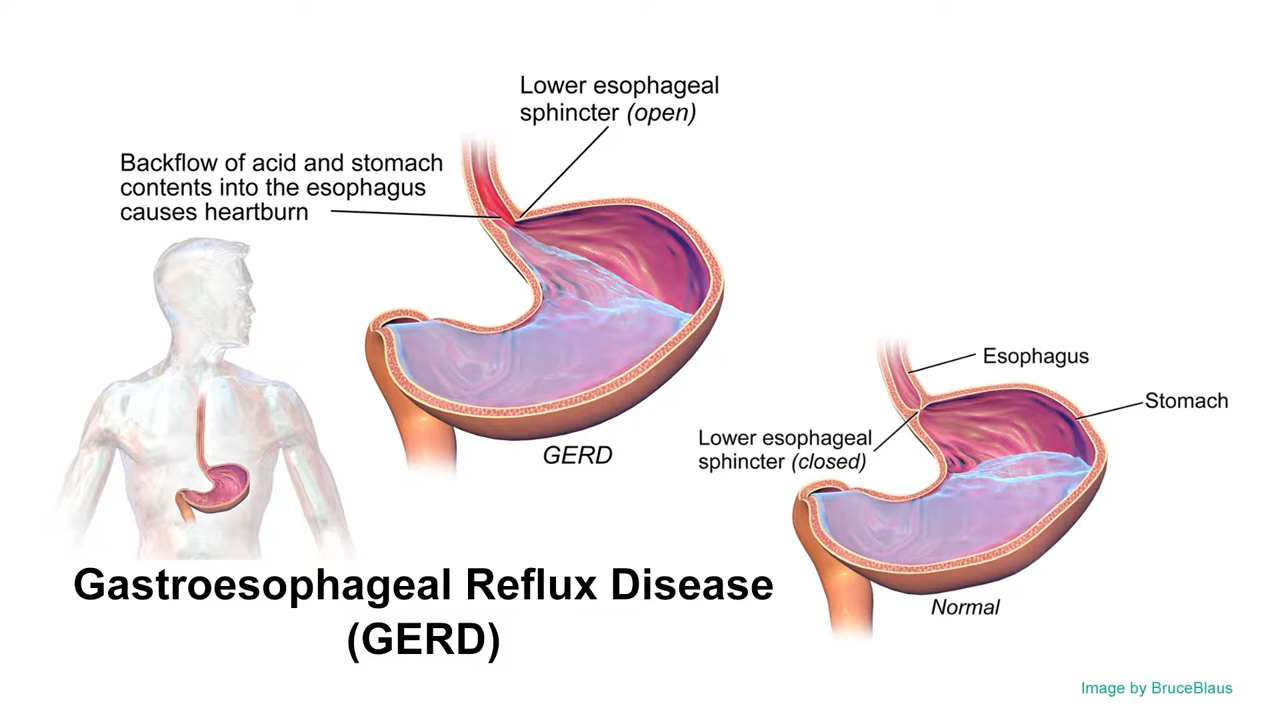 Lower esophageal
sphincter (open)
Backflow of acid and stomach
contents into the esophagus
causes heartburn
GERD
Esophagus
Stomach
Lower esophageal
sphincter (closed)
Normal
Gastroesophageal Reflux Disease
(GERD)
Image by BruceBlaus